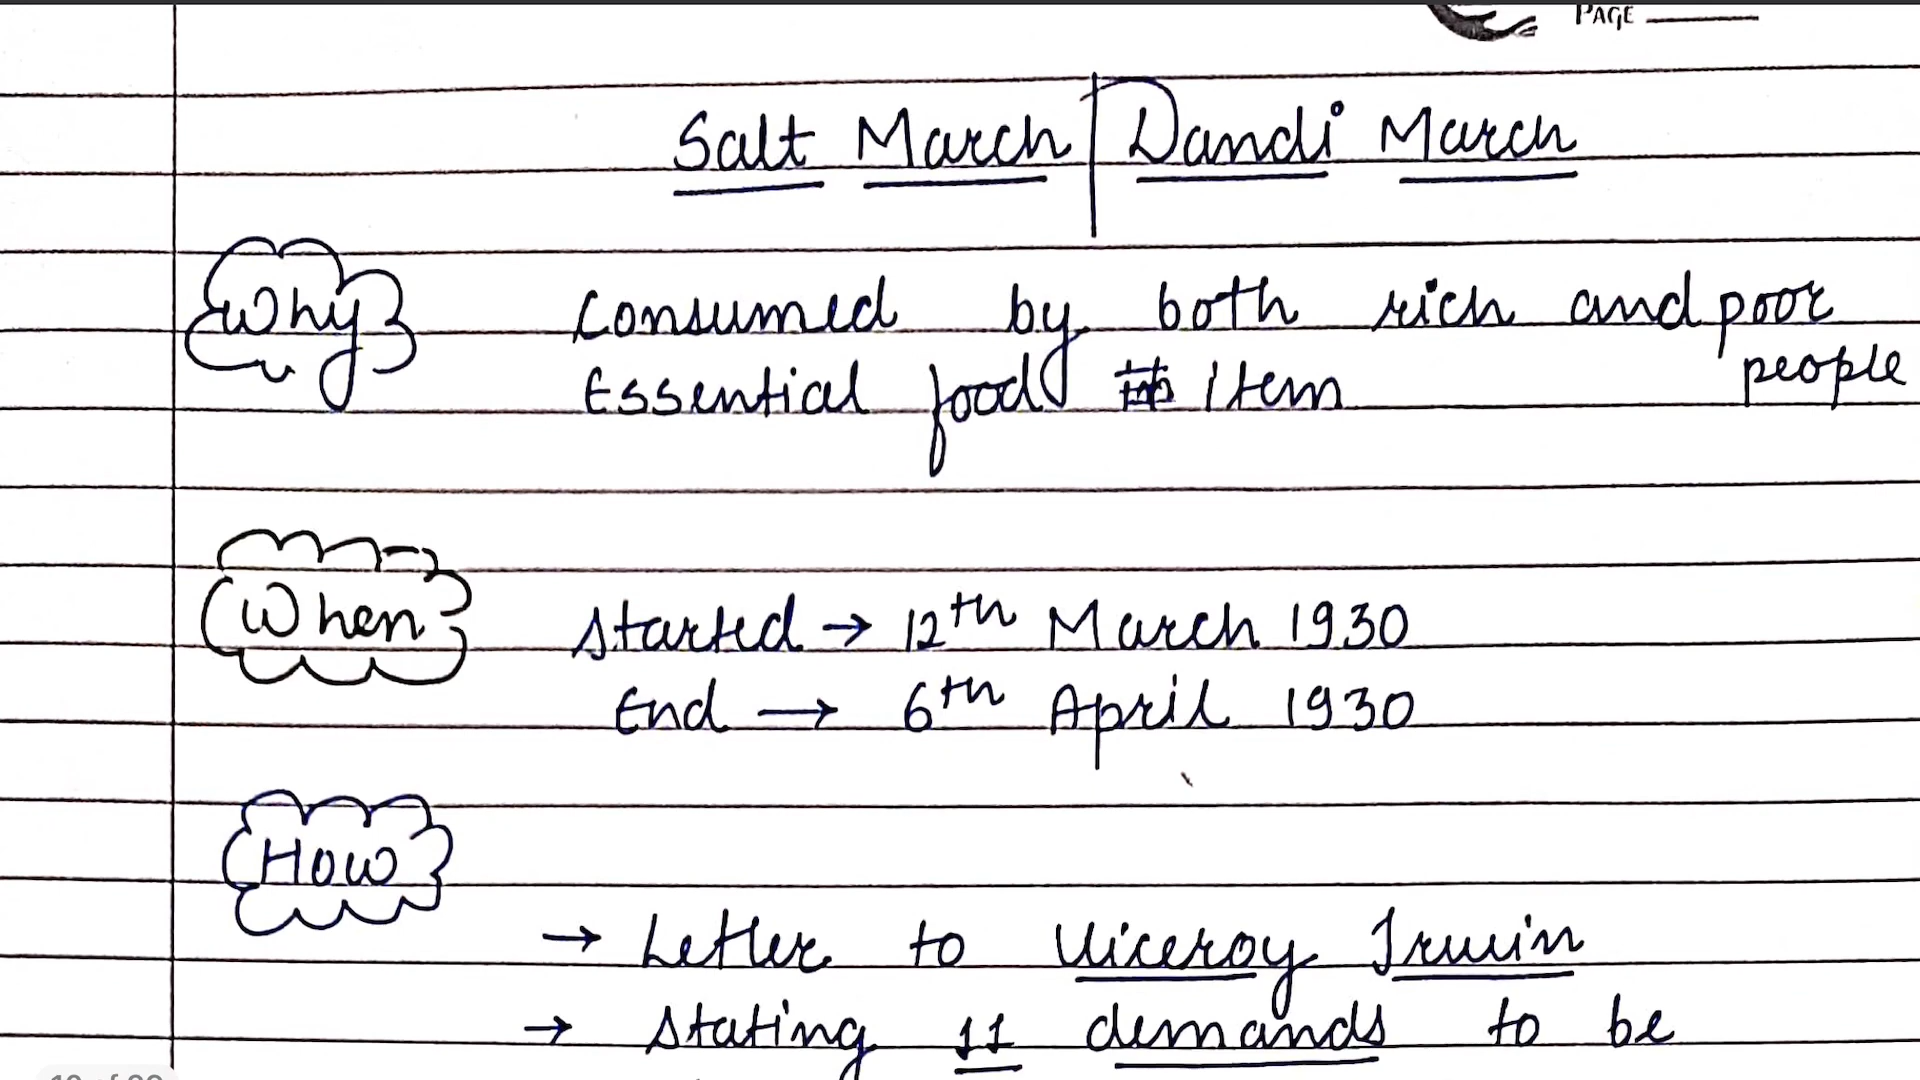 PAGE
Salt March | Dandi March
Why consumed by both rich and poor people
Essential food item
When Started → 12th March 1930
End → 6th April 1930
How
→ Letter to Viceroy Irwin
→ Stating 11 demands to be